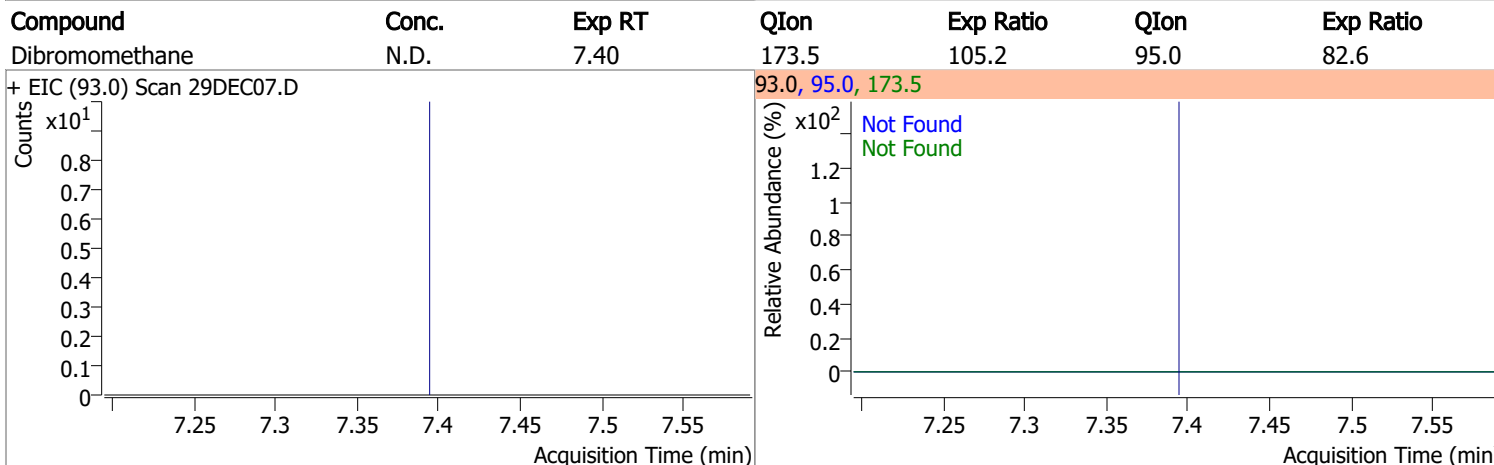 Compound Conc. Exp RT QIon Exp Ratio QIon Exp Ratio
Dibromomethane N.D. 7.40 173.5 105.2 95.0 82.6
+ EIC (93.0) Scan 29DEC07.D
Counts
x10¹
0.8
0.7
0.6
0.5
0.4
0.3
0.2
0.1
0
7.25 7.3 7.35 7.4 7.45 7.5 7.55
Acquisition Time (min)
93.0, 95.0, 173.5
Relative Abundance (%)
x10²
Not Found
Not Found
1.2
1
0.8
0.6
0.4
0.2
0
7.25 7.3 7.35 7.4 7.45 7.5 7.55
Acquisition Time (min